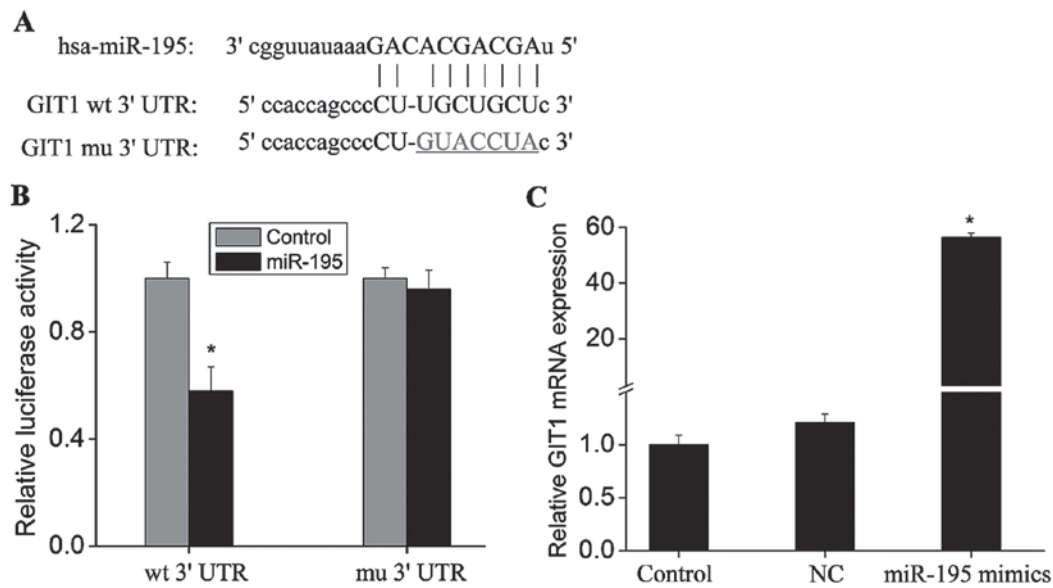 A
hsa-miR-195: 3' cgguuauaaaGACACGACGAu 5'
GIT1 wt 3' UTR: 5' ccaccagcccCU-UGCUGCUc 3'
GIT1 mu 3' UTR: 5' ccaccagcccCU-GUACCUAc 3'
B
Relative luciferase activity
1.2
0.8
0.4
0.0
Control
miR-195
*
wt 3' UTR
mu 3' UTR
C
Relative GIT1 mRNA expression
60
40
20
1.0
0.5
0.0
*
Control
NC
miR-195 mimics